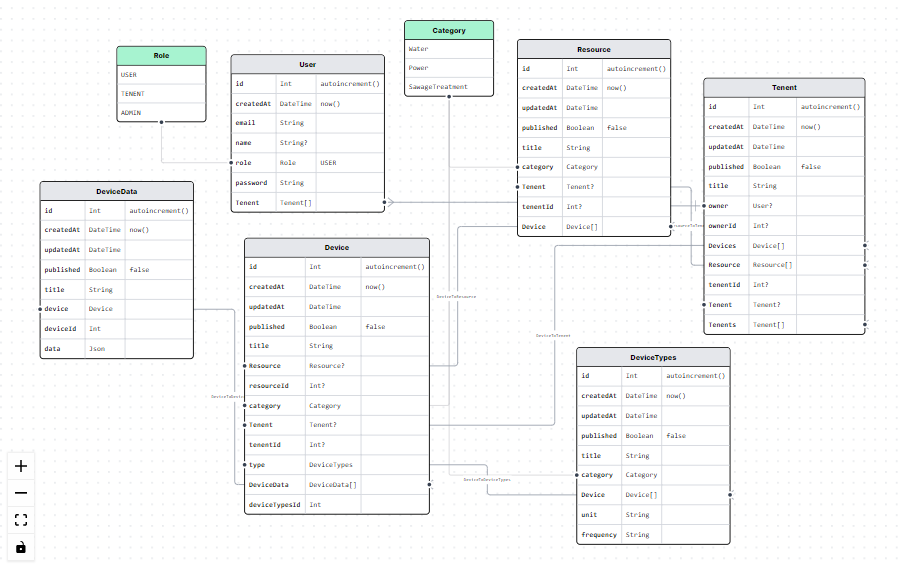 Role
USER
TENENT
ADMIN
User
id Int autoincrement()
createdAt DateTime now()
email String
name String?
role Role USER
password String
Tenent Tenent[]
Category
Water
Power
SawageTreatment
Resource
id Int autoincrement()
createdAt DateTime now()
updatedAt DateTime
published Boolean false
title String
category Category
Tenent Tenent?
tenentId Int?
Device Device[]
Tenent
id Int autoincrement()
createdAt DateTime now()
updatedAt DateTime
published Boolean false
title String
owner User?
ownerId Int?
Devices Device[]
Resource Resource[]
tenentId Int?
Tenent Tenent?
Tenents Tenent[]
DeviceData
id Int autoincrement()
createdAt DateTime now()
updatedAt DateTime
published Boolean false
title String
device Device
deviceId Int
data Json
Device
id Int autoincrement()
createdAt DateTime now()
updatedAt DateTime
published Boolean false
title String
Resource Resource?
resourceId Int?
category Category
Tenent Tenent?
tenentId Int?
type DeviceTypes
DeviceData DeviceData[]
deviceTypesId Int
DeviceToResource
DeviceToTenent
DeviceToDeviceTypes
DeviceTypes
id Int autoincrement()
createdAt DateTime now()
updatedAt DateTime
published Boolean false
title String
category Category
Device Device[]
unit String
frequency String